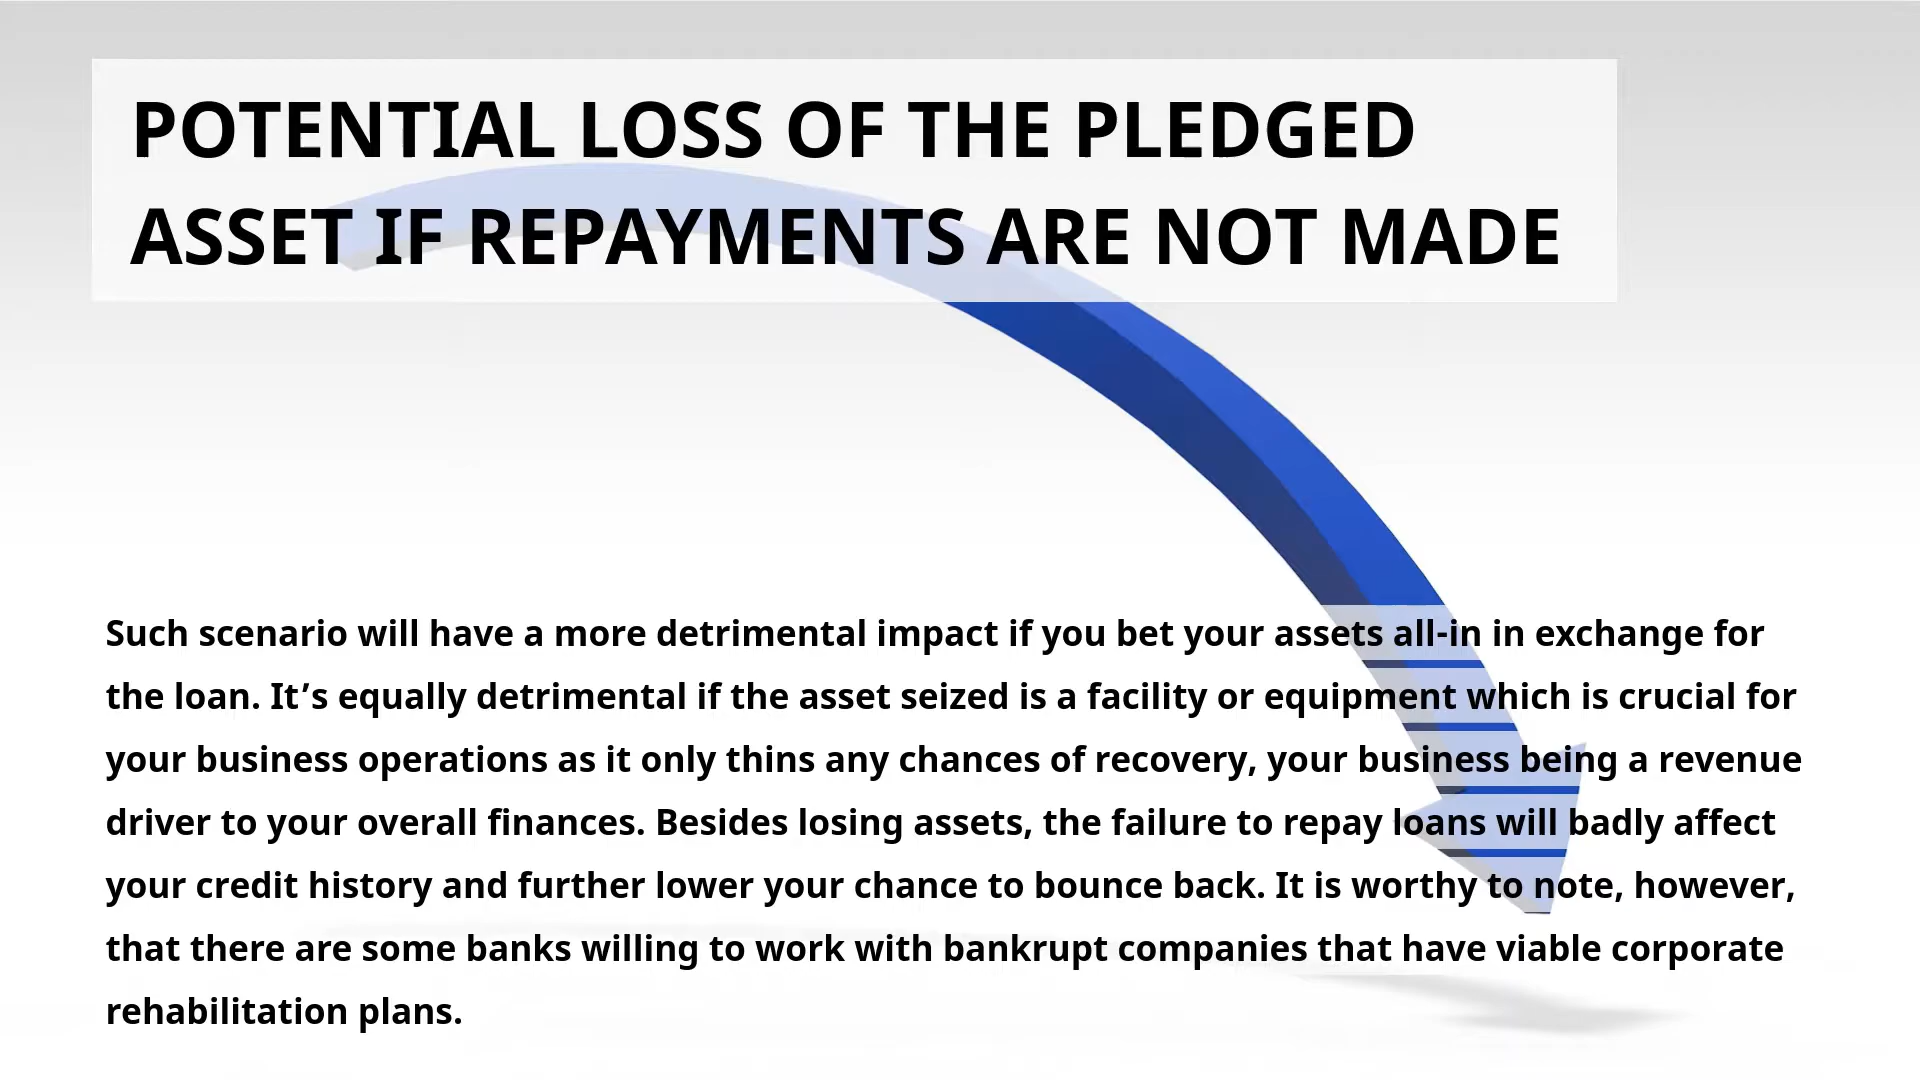 POTENTIAL LOSS OF THE PLEDGED
ASSET IF REPAYMENTS ARE NOT MADE
Such scenario will have a more detrimental impact if you bet your assets all-in in exchange for
the loan. It’s equally detrimental if the asset seized is a facility or equipment which is crucial for
your business operations as it only thins any chances of recovery, your business being a revenue
driver to your overall finances. Besides losing assets, the failure to repay loans will badly affect
your credit history and further lower your chance to bounce back. It is worthy to note, however,
that there are some banks willing to work with bankrupt companies that have viable corporate
rehabilitation plans.